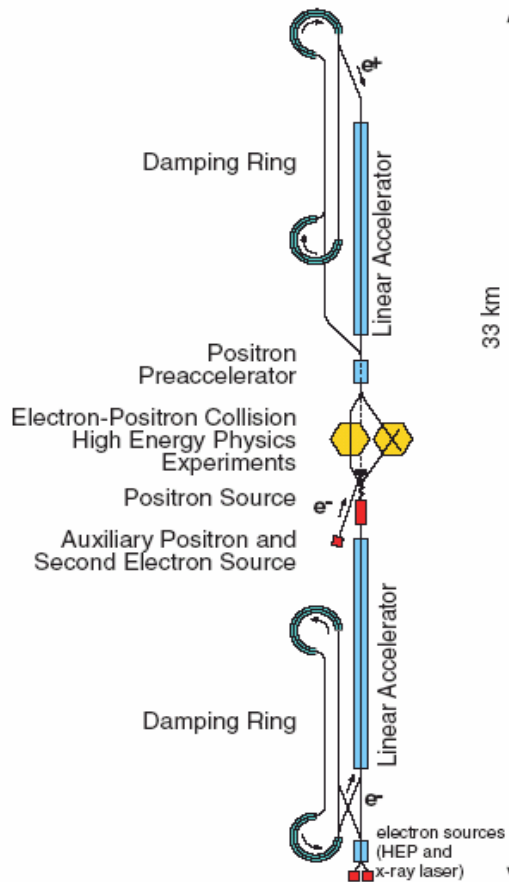 e+
Damping Ring
Linear Accelerator
33 km
Positron
Preaccelerator
Electron-Positron Collision
High Energy Physics
Experiments
Positron Source
e-
Auxiliary Positron and
Second Electron Source
Linear Accelerator
Damping Ring
e-
electron sources
(HEP and
x-ray laser)